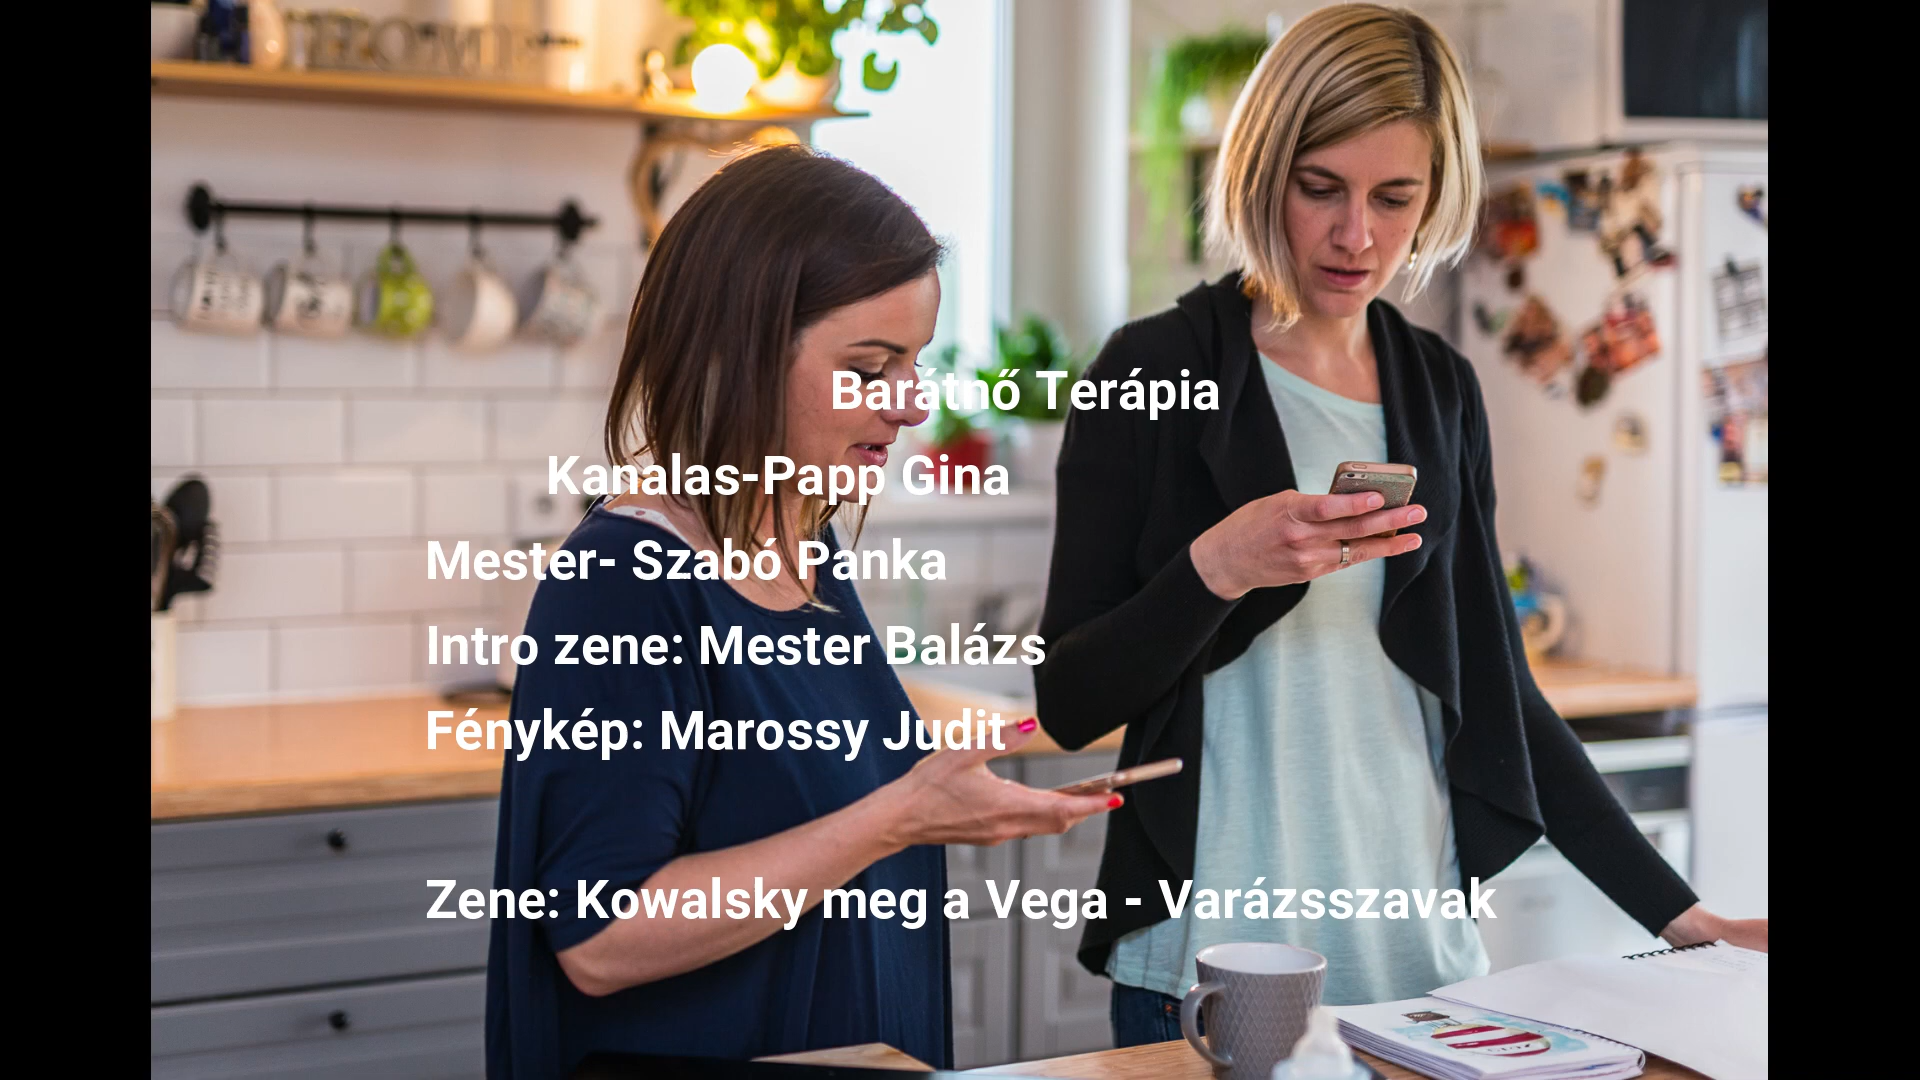 Barátnő Terápia
Kanalas-Papp Gina
Mester- Szabó Panka
Intro zene: Mester Balázs
Fénykép: Marossy Judit
Zene: Kowalsky meg a Vega - Varázsszavak